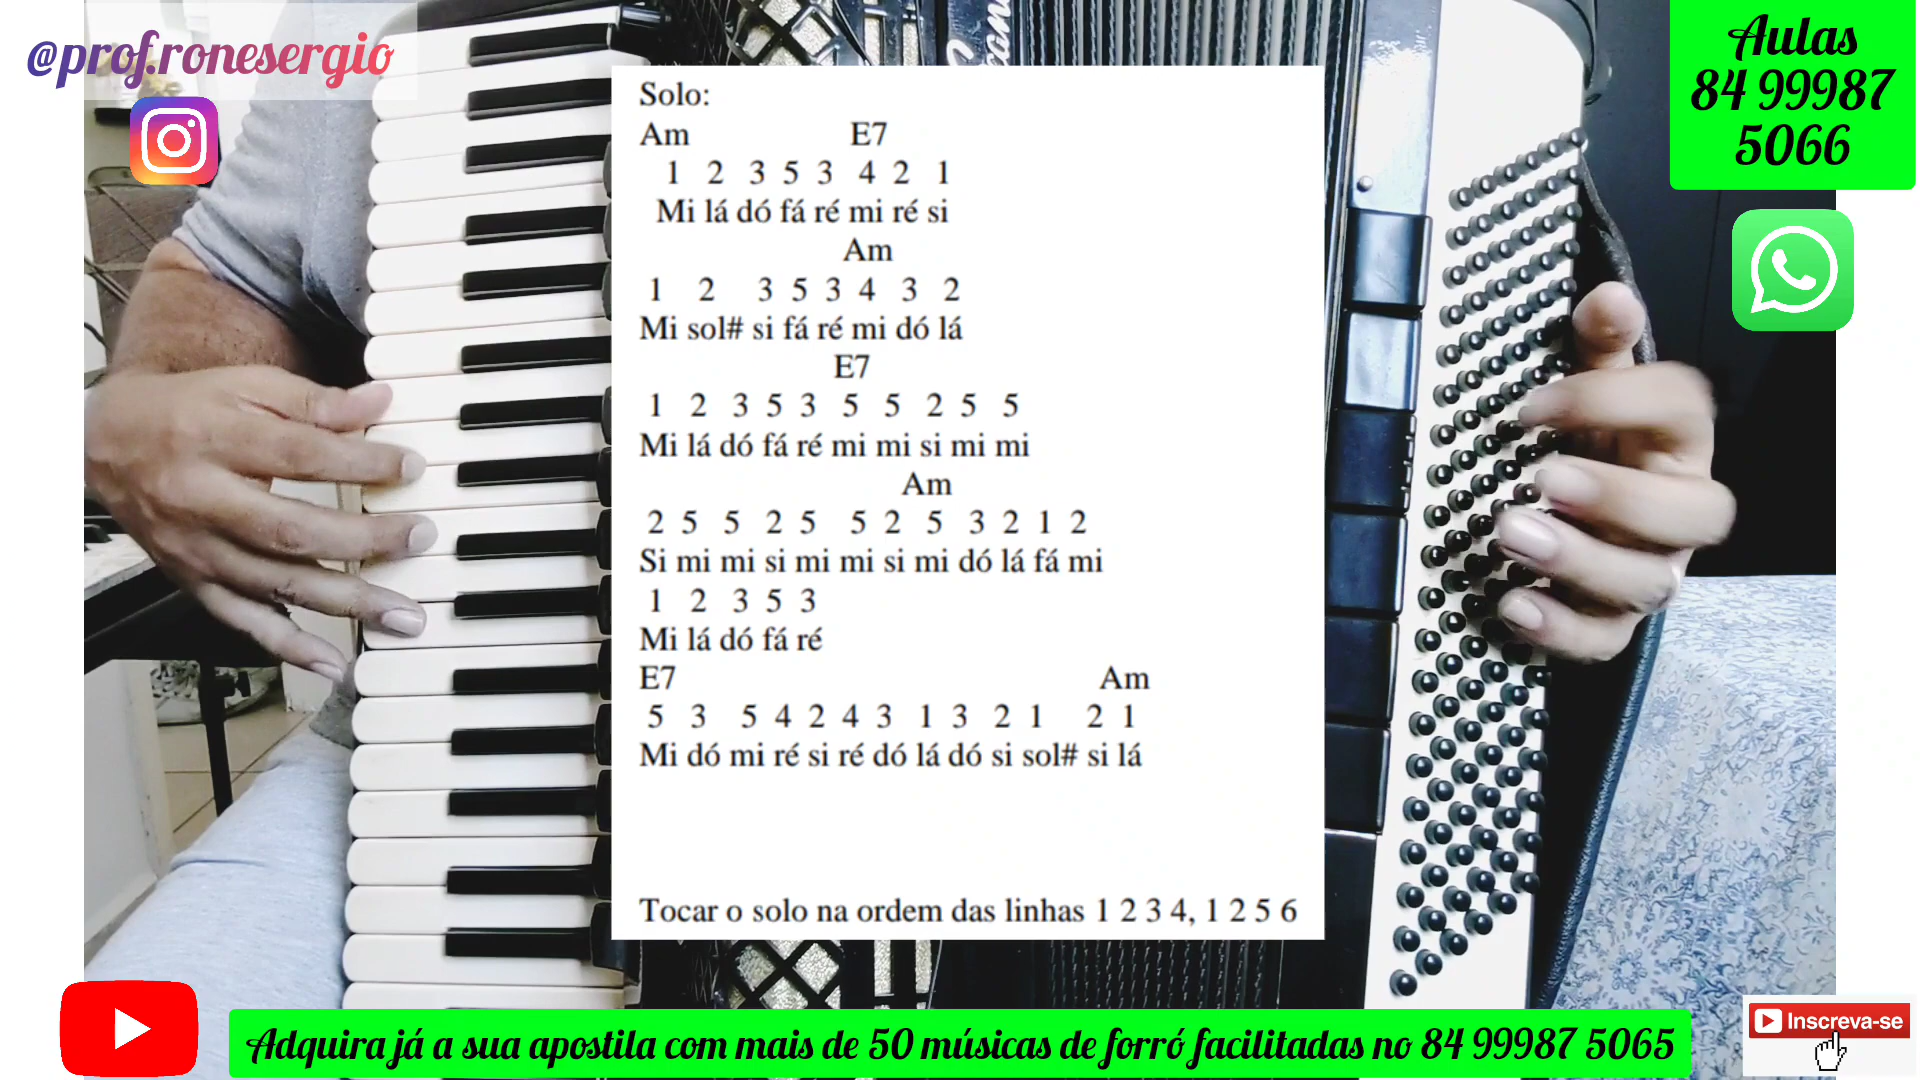 @prof.ronesergio
Aulas
84 99987
5066
Solo:
Am E7
1 2 3 5 3 4 2 1
Mi lá dó fá ré mi ré si
Am
1 2 3 5 3 4 3 2
Mi sol# si fá ré mi dó lá
E7
1 2 3 5 3 5 5 2 5 5
Mi lá dó fá ré mi mi si mi mi
Am
2 5 5 2 5 5 2 5 3 2 1 2
Si mi mi si mi mi si mi dó lá fá mi
1 2 3 5 3
Mi lá dó fá ré
E7 Am
5 3 5 4 2 4 3 1 3 2 1 2 1
Mi dó mi ré si ré dó lá dó si sol# si lá
Tocar o solo na ordem das linhas 1 2 3 4, 1 2 5 6
Adquira já a sua apostila com mais de 50 músicas de forró facilitadas no 84 99987 5065
Inscreva-se